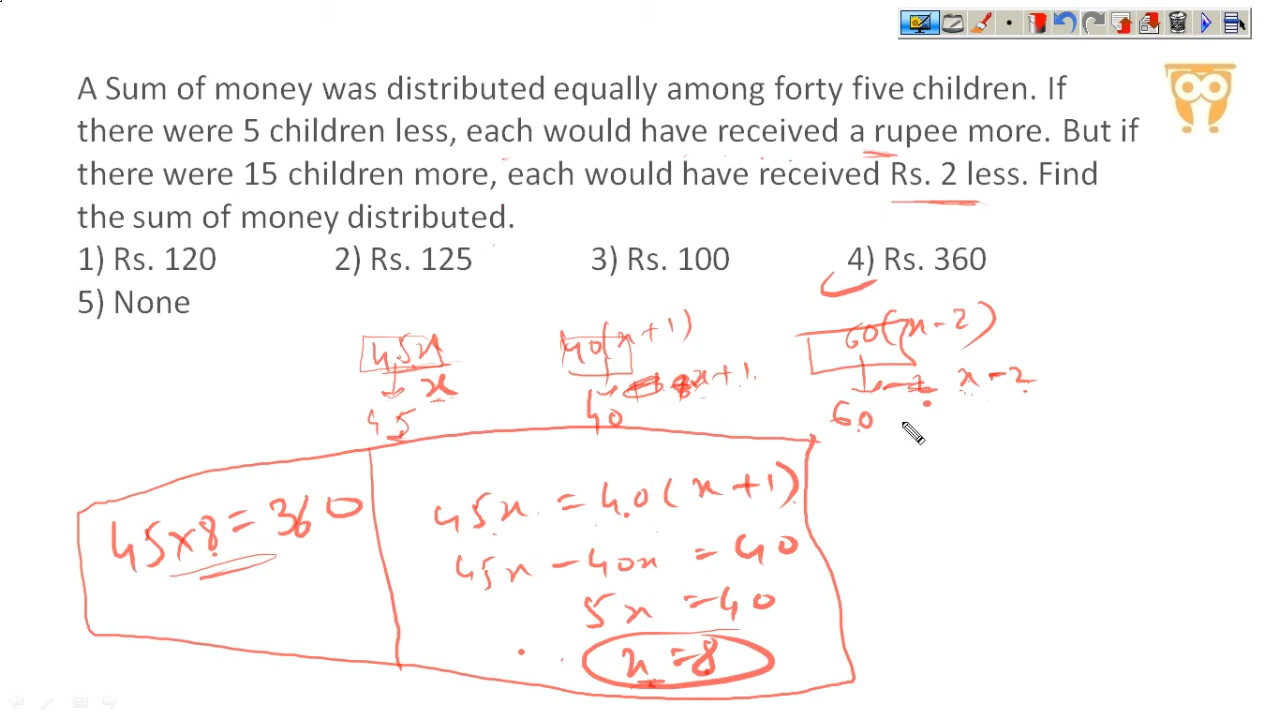 A Sum of money was distributed equally among forty five children. If
there were 5 children less, each would have received a rupee more. But if
there were 15 children more, each would have received Rs. 2 less. Find
the sum of money distributed.
1) Rs. 120 2) Rs. 125 3) Rs. 100 4) Rs. 360
5) None
45x 40(x+1) 60(x-2)
x x+1 x-2
45 40 60
45x = 40(x+1)
45x8=360 45x - 40x = 40
5x = 40
x = 8